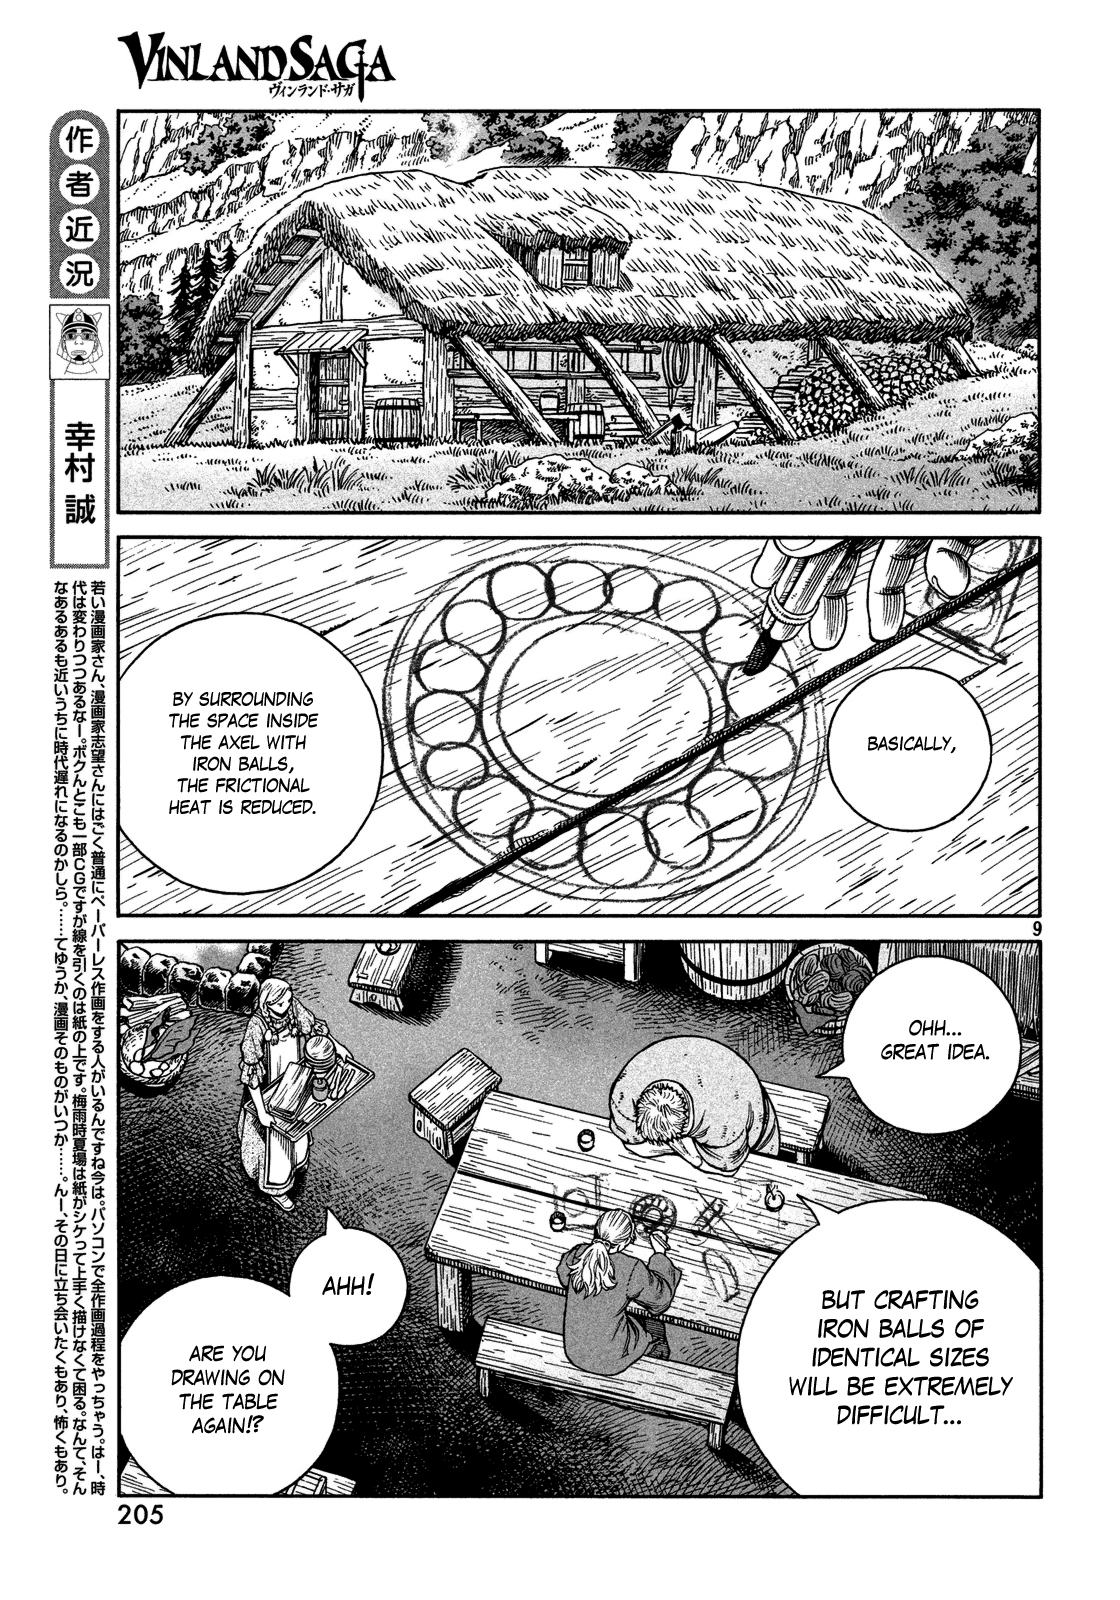 VINLAND SAGA
ヴィンランド・サガ
作者近況
幸村誠
若い漫画家さん、漫画家志望さんにはごく普通にペーパーレス作画をする人がいるんですね今は。パソコンで全作画過程をやっちゃう。はー、時
代は変わりつつあるなー。ボクんとこも一部CGですが線を引くのは紙の上です。梅雨時夏場は紙がシケって上手く描けなくて困る。なんて、そん
なあるあるも近いうちに時代遅れになるのかしら。……てゆうか、漫画そのものがいつか……。んー、その日に立ち会いたくもあり、怖くもあり。
BASICALLY,
BY SURROUNDING
THE SPACE INSIDE
THE AXEL WITH
IRON BALLS,
THE FRICTIONAL
HEAT IS REDUCED.
9
OHH...
GREAT IDEA.
BUT CRAFTING
IRON BALLS OF
IDENTICAL SIZES
WILL BE EXTREMELY
DIFFICULT...
AHH!
ARE YOU
DRAWING ON
THE TABLE
AGAIN!?
205